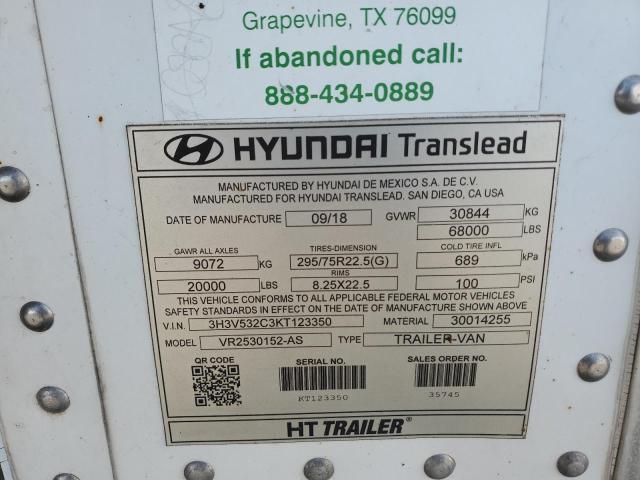 Grapevine, TX 76099
If abandoned call:
888-434-0889
HYUNDAI Translead
MANUFACTURED BY HYUNDAI DE MEXICO S.A. DE C.V.
MANUFACTURED FOR HYUNDAI TRANSLEAD. SAN DIEGO, CA USA
DATE OF MANUFACTURE 09/18 GVWR 30844 KG
68000 LBS
GAWR ALL AXLES TIRES-DIMENSION COLD TIRE INFL
9072 KG 295/75R22.5(G) 689 kPa
RIMS
20000 LBS 8.25X22.5 100 PSI
THIS VEHICLE CONFORMS TO ALL APPLICABLE FEDERAL MOTOR VEHICLES
SAFETY STANDARDS IN EFFECT ON THE DATE OF MANUFACTURE SHOWN ABOVE.
V.I.N. 3H3V532C3KT123350 MATERIAL 30014255
MODEL VR2530152-AS TYPE TRAILER-VAN
QR CODE SERIAL NO. SALES ORDER NO.
KT123350 35745
HT TRAILER®